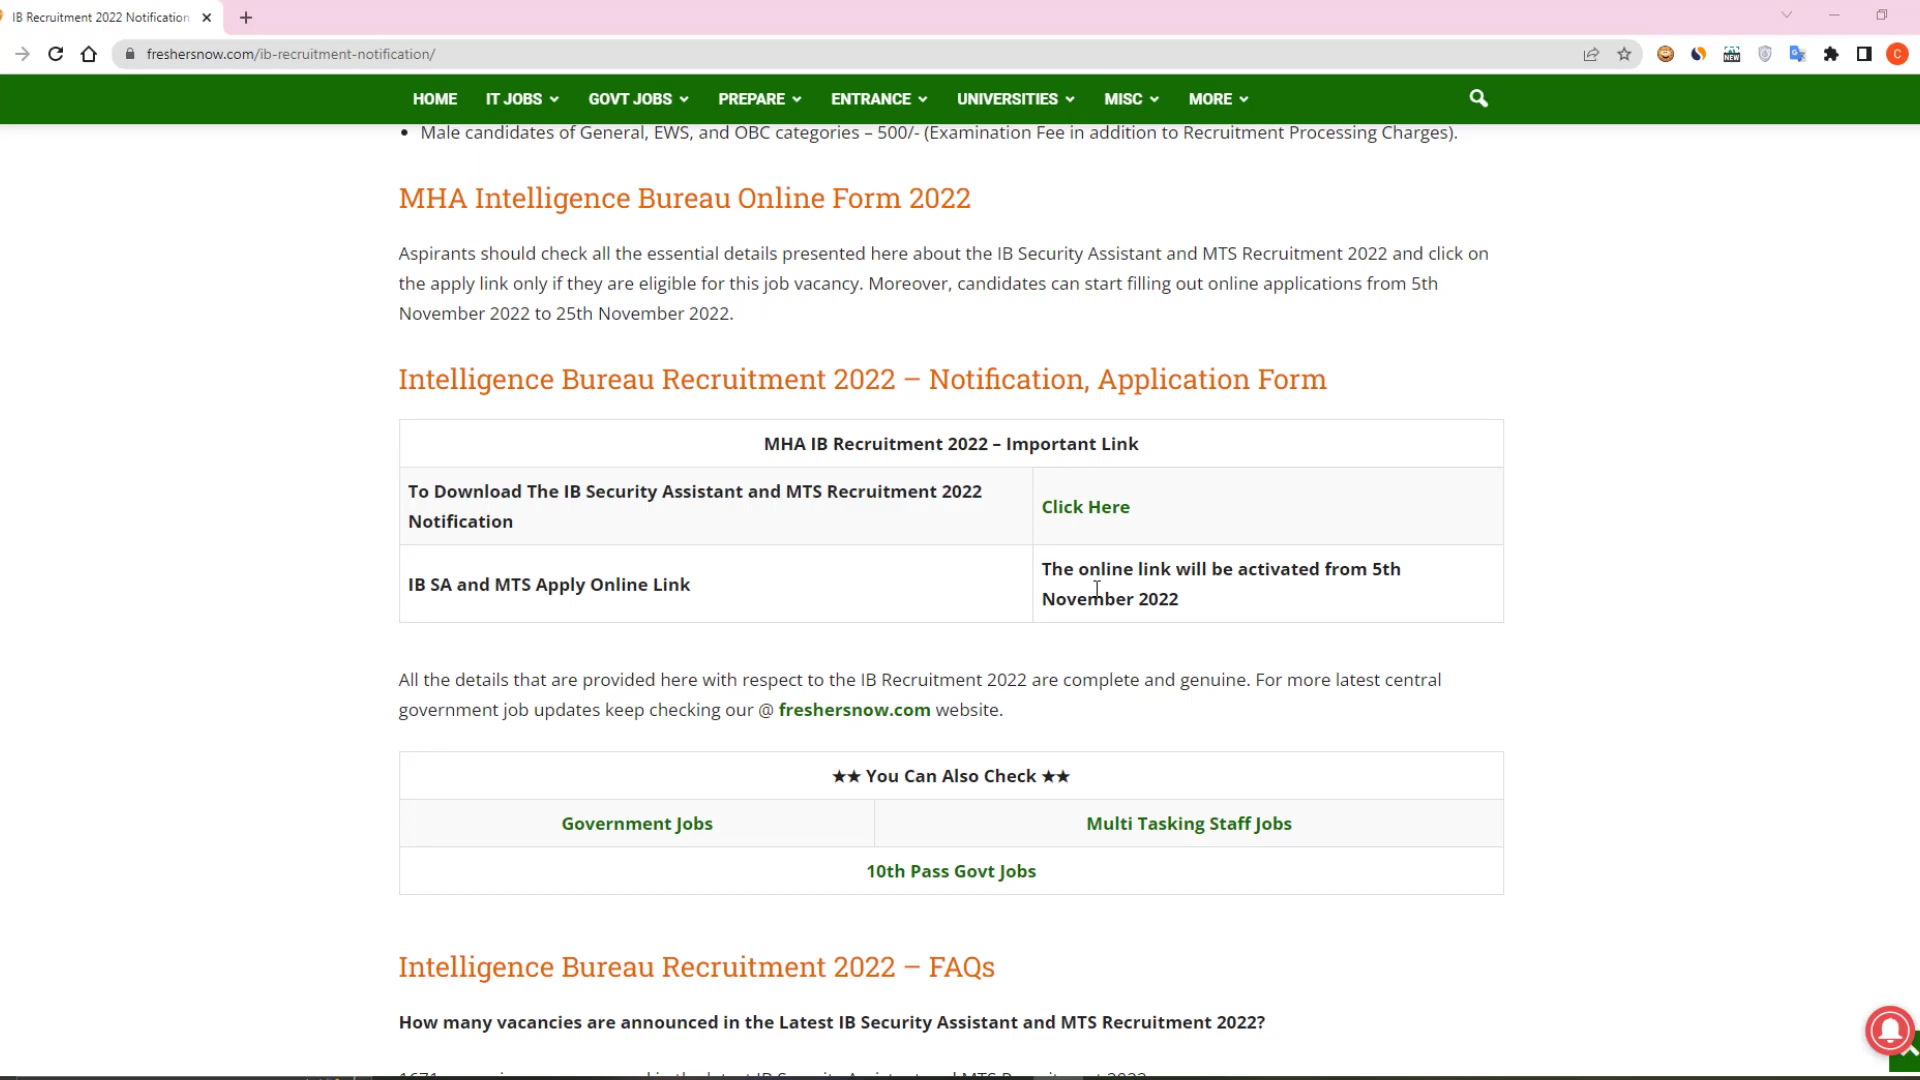 IB Recruitment 2022 Notification
freshersnow.com/ib-recruitment-notification/
NEW
C
HOME IT JOBS GOVT JOBS PREPARE ENTRANCE UNIVERSITIES MISC MORE
• Male candidates of General, EWS, and OBC categories – 500/- (Examination Fee in addition to Recruitment Processing Charges).
MHA Intelligence Bureau Online Form 2022
Aspirants should check all the essential details presented here about the IB Security Assistant and MTS Recruitment 2022 and click on
the apply link only if they are eligible for this job vacancy. Moreover, candidates can start filling out online applications from 5th
November 2022 to 25th November 2022.
Intelligence Bureau Recruitment 2022 – Notification, Application Form
MHA IB Recruitment 2022 – Important Link
To Download The IB Security Assistant and MTS Recruitment 2022
Notification
Click Here
IB SA and MTS Apply Online Link
The online link will be activated from 5th
November 2022
All the details that are provided here with respect to the IB Recruitment 2022 are complete and genuine. For more latest central
government job updates keep checking our @ freshersnow.com website.
★★ You Can Also Check ★★
Government Jobs
Multi Tasking Staff Jobs
10th Pass Govt Jobs
Intelligence Bureau Recruitment 2022 – FAQs
How many vacancies are announced in the Latest IB Security Assistant and MTS Recruitment 2022?